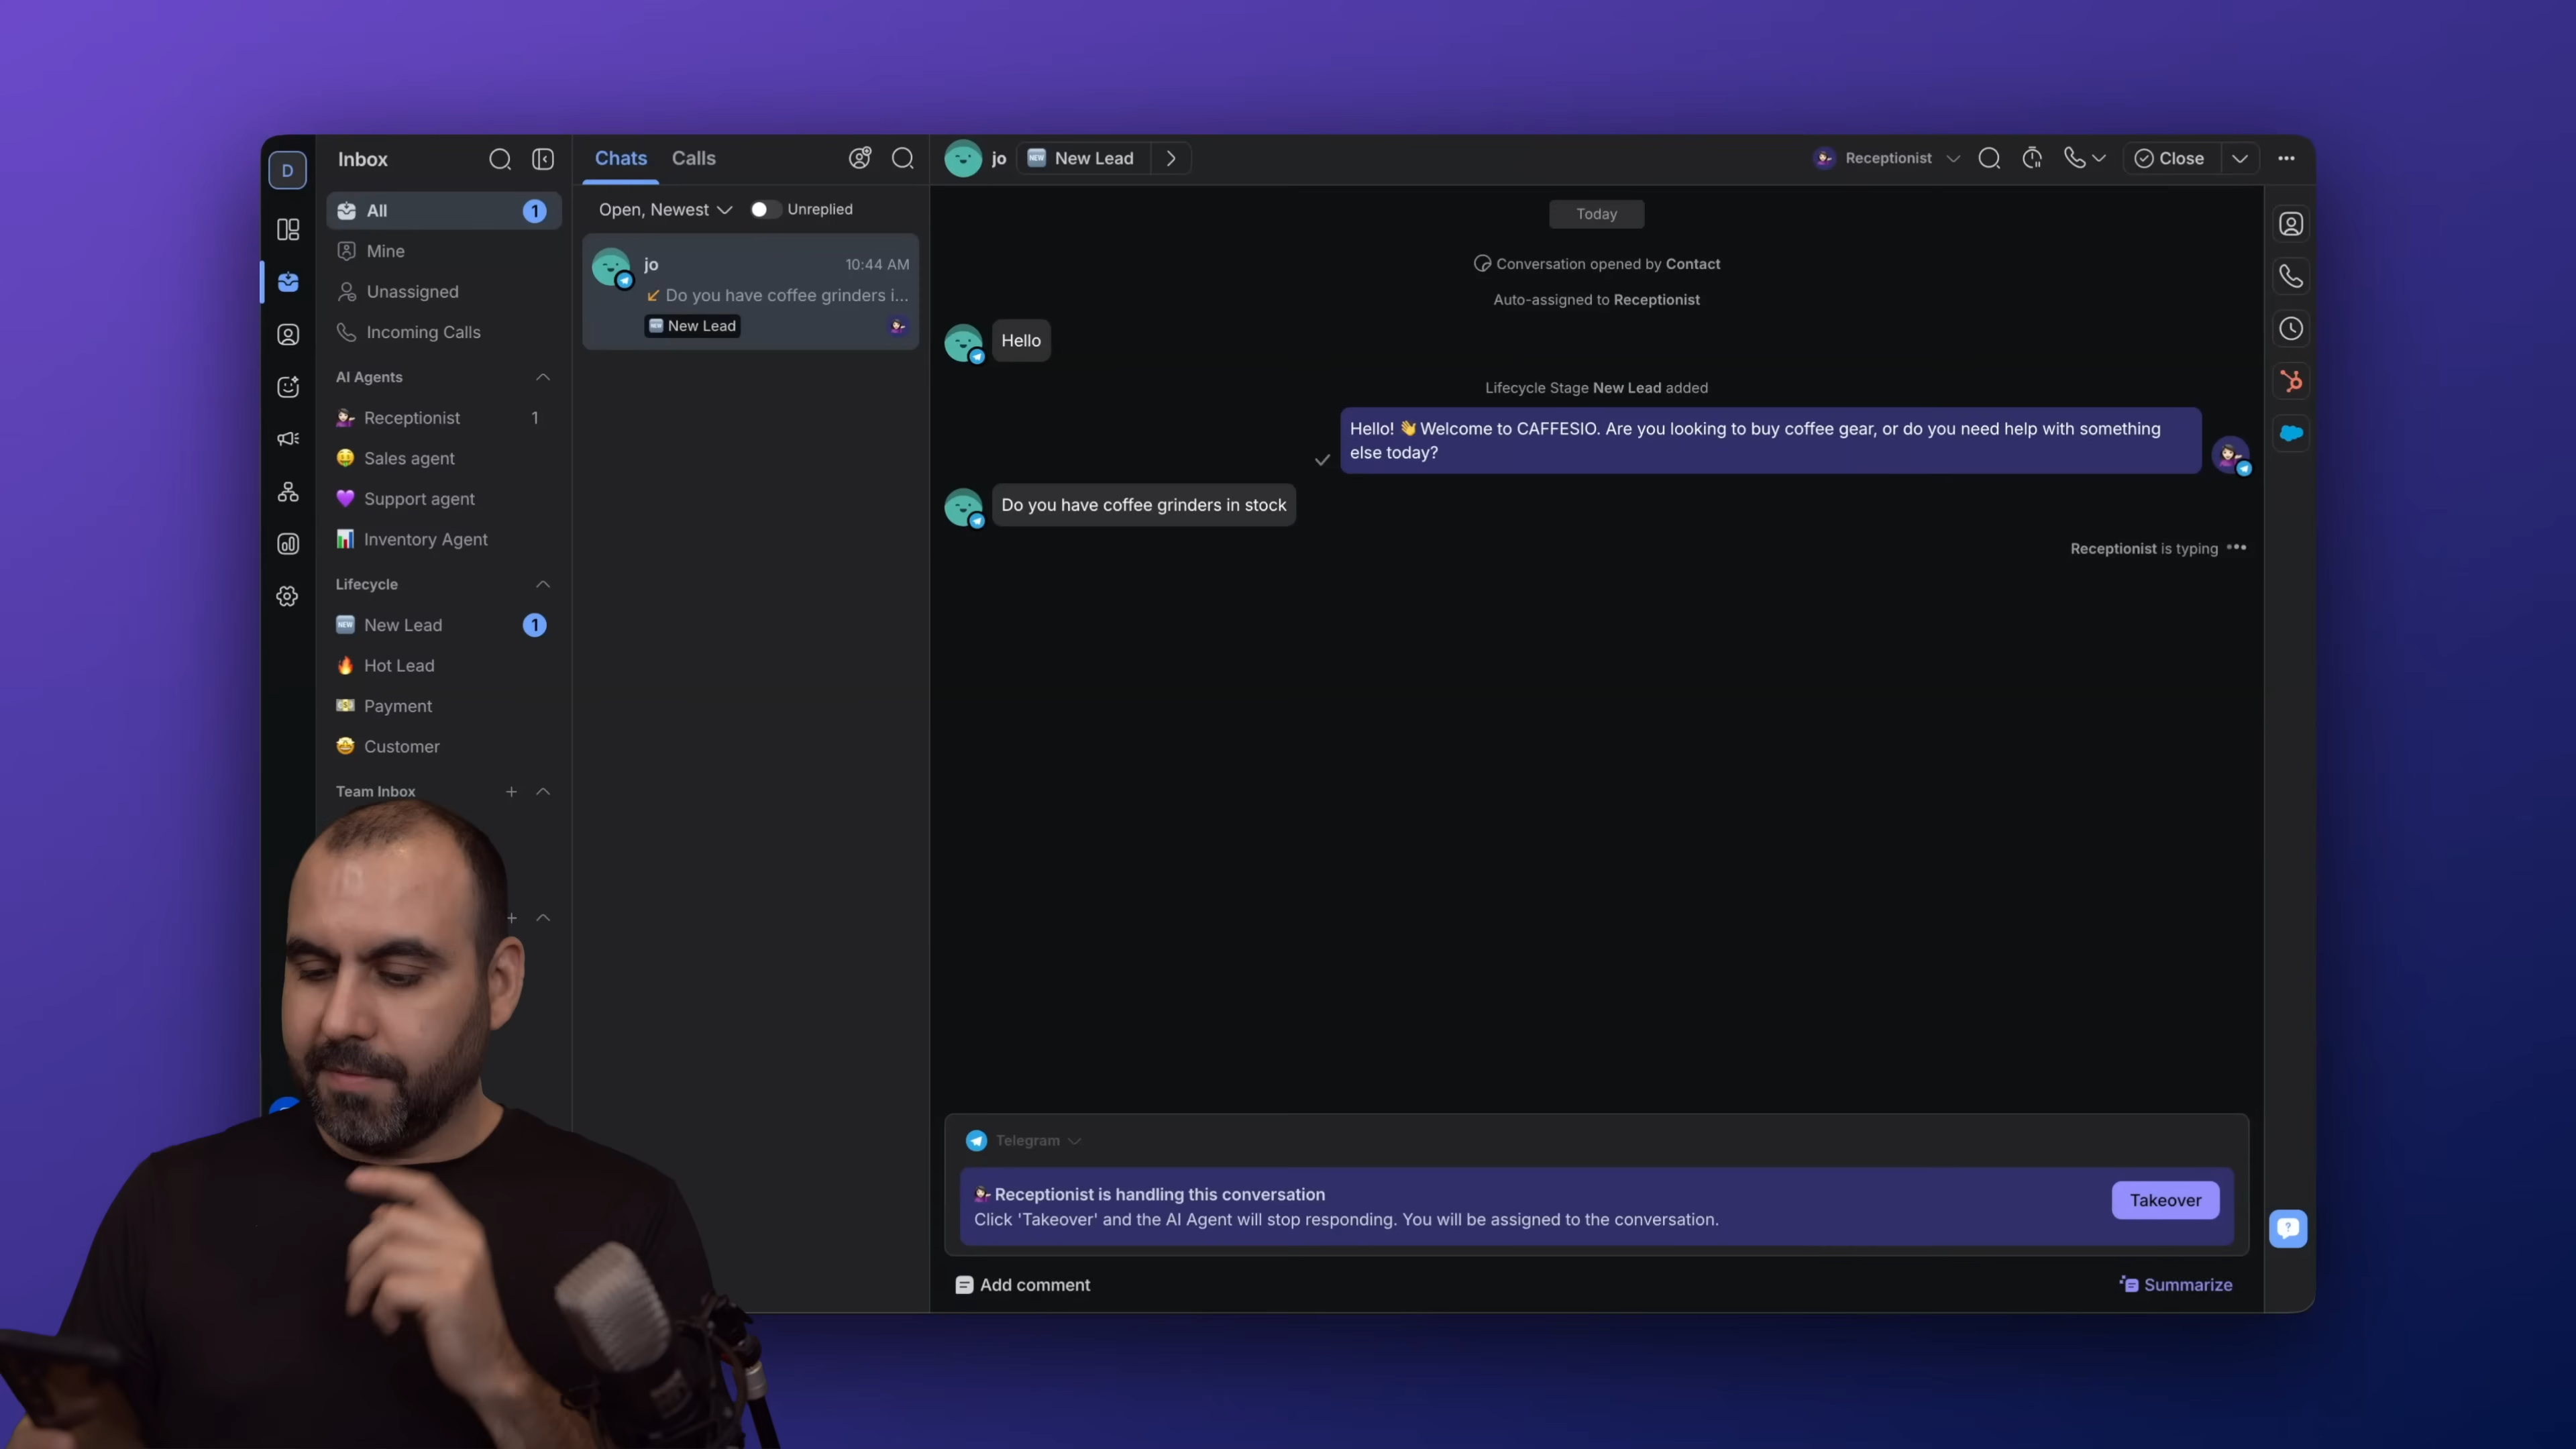 D
Inbox
All
1
Mine
Unassigned
Incoming Calls
AI Agents
Receptionist
1
Sales agent
Support agent
Inventory Agent
Lifecycle
NEW New Lead
1
Hot Lead
Payment
Customer
Team Inbox
Chats
Calls
Open, Newest
Unreplied
jo
10:44 AM
Do you have coffee grinders i...
NEW New Lead
jo
NEW New Lead
Receptionist
Close
Today
Conversation opened by Contact
Auto-assigned to Receptionist
Hello
Lifecycle Stage New Lead added
Hello! 👋 Welcome to CAFFESIO. Are you looking to buy coffee gear, or do you need help with something
else today?
Do you have coffee grinders in stock
Receptionist is typing
Telegram
Receptionist is handling this conversation
Click 'Takeover' and the AI Agent will stop responding. You will be assigned to the conversation.
Takeover
Add comment
Summarize